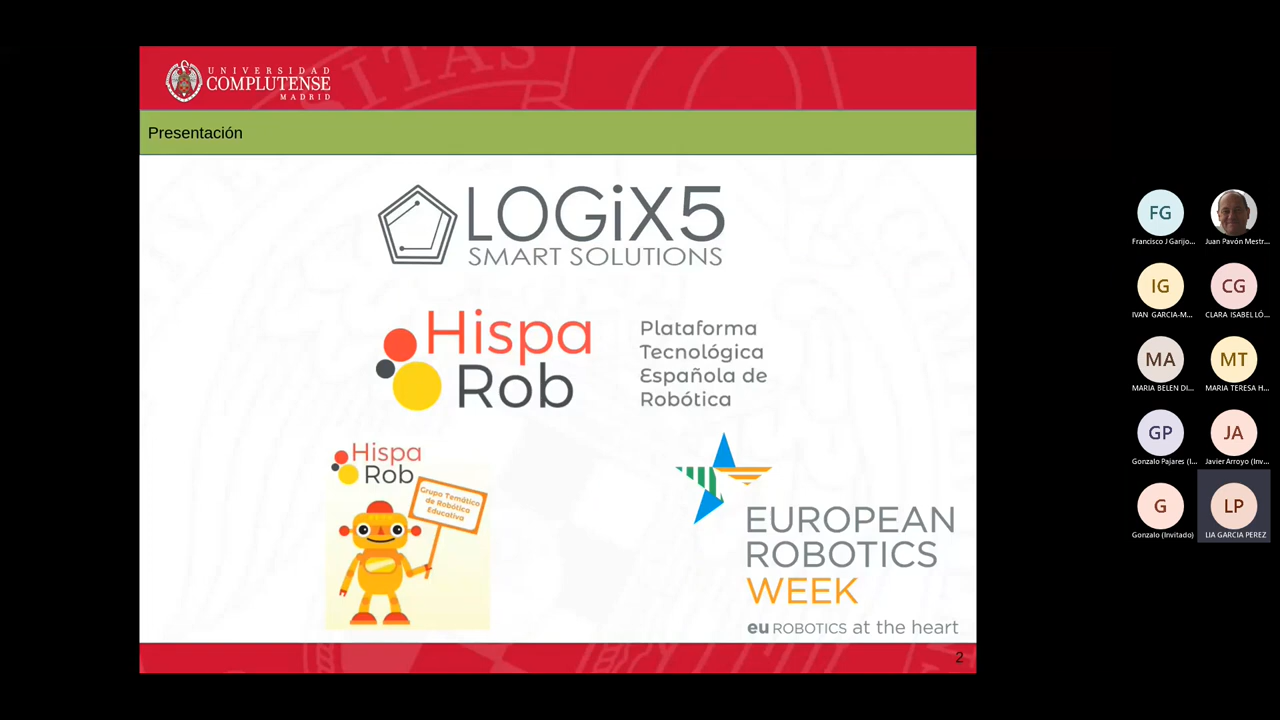 UNIVERSIDAD
COMPLUTENSE
MADRID
Presentación
LOGiX5
SMART SOLUTIONS
Hispa
Rob
Plataforma
Tecnológica
Española de
Robótica
Hispa
Rob
Grupo Temático
de Robótica
Educativa
EUROPEAN
ROBOTICS
WEEK
eu ROBOTICS at the heart
2
FG
Francisco J Garijo...
Juan Pavón Mestr...
IG
IVAN GARCIA-M...
CG
CLARA ISABEL LÓ...
MA
MARIA BELEN DI...
MT
MARIA TERESA H...
GP
Gonzalo Pajares (I...
JA
Javier Arroyo (Inv...
G
Gonzalo (Invitado)
LP
LIA GARCIA PEREZ